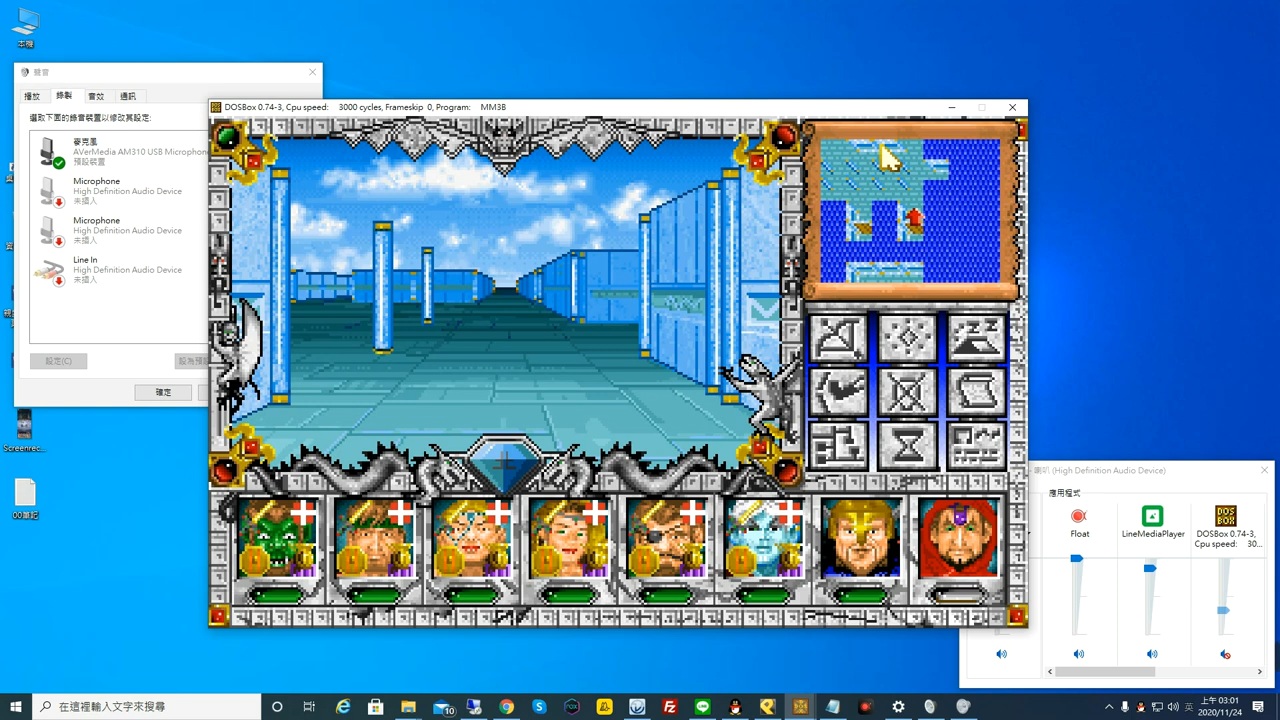 本機
聲音
播放
錄製
音效
通訊
選取下面的錄音裝置以修改其設定:
麥克風
AVerMedia AM310 USB Microphone
預設裝置
Microphone
High Definition Audio Device
未插入
Microphone
High Definition Audio Device
未插入
Line In
High Definition Audio Device
未插入
設定(C)
設為預
確定
DOSBox 0.74-3, Cpu speed: 3000 cycles, Frameskip 0, Program: MM3B
Screenrec...
00筆記
喇叭 (High Definition Audio Device)
應用程式
DOS
BOX
Float
LineMediaPlayer
DOSBox 0.74-3,
Cpu speed: 30...
在這裡輸入文字來搜尋
10
英
上午 03:01
2020/11/24